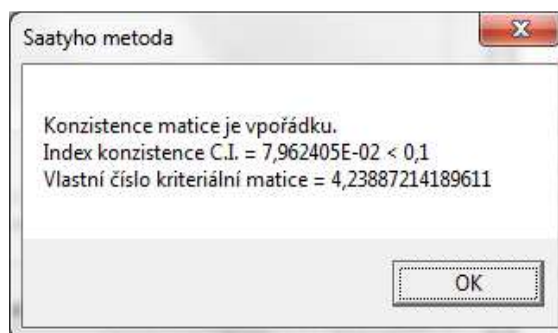 Saatyho metoda
Konzistence matice je vpořádku.
Index konzistence C.I. = 7,962405E-02 < 0,1
Vlastní číslo kriteriální matice = 4,23887214189611
OK